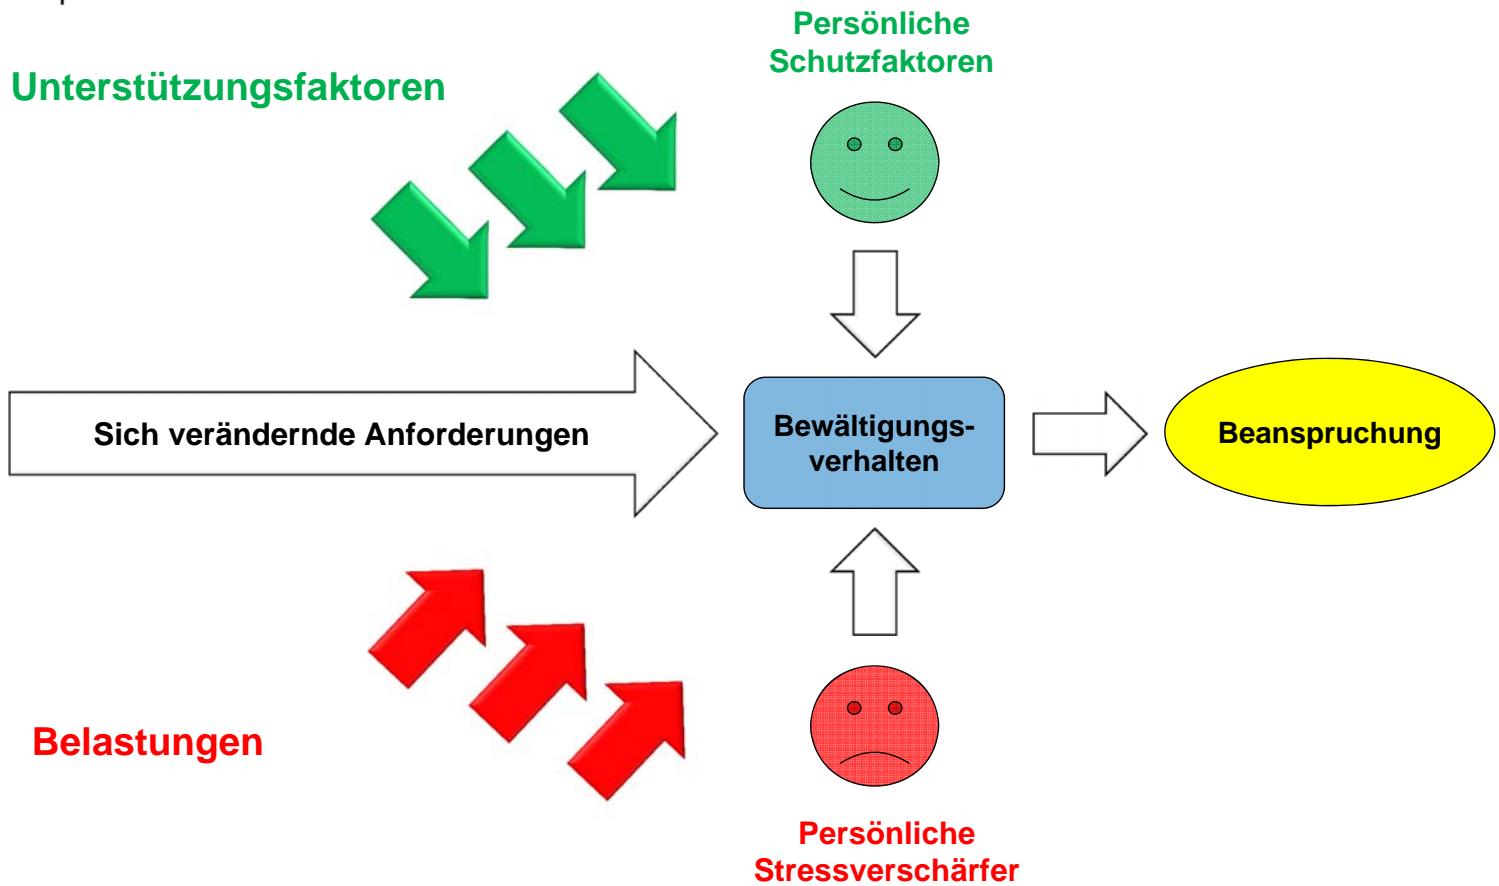 Persönliche
Schutzfaktoren
Unterstützungsfaktoren
Sich verändernde Anforderungen
Bewältigungs-
verhalten
Beanspruchung
Belastungen
Persönliche
Stressverschärfer